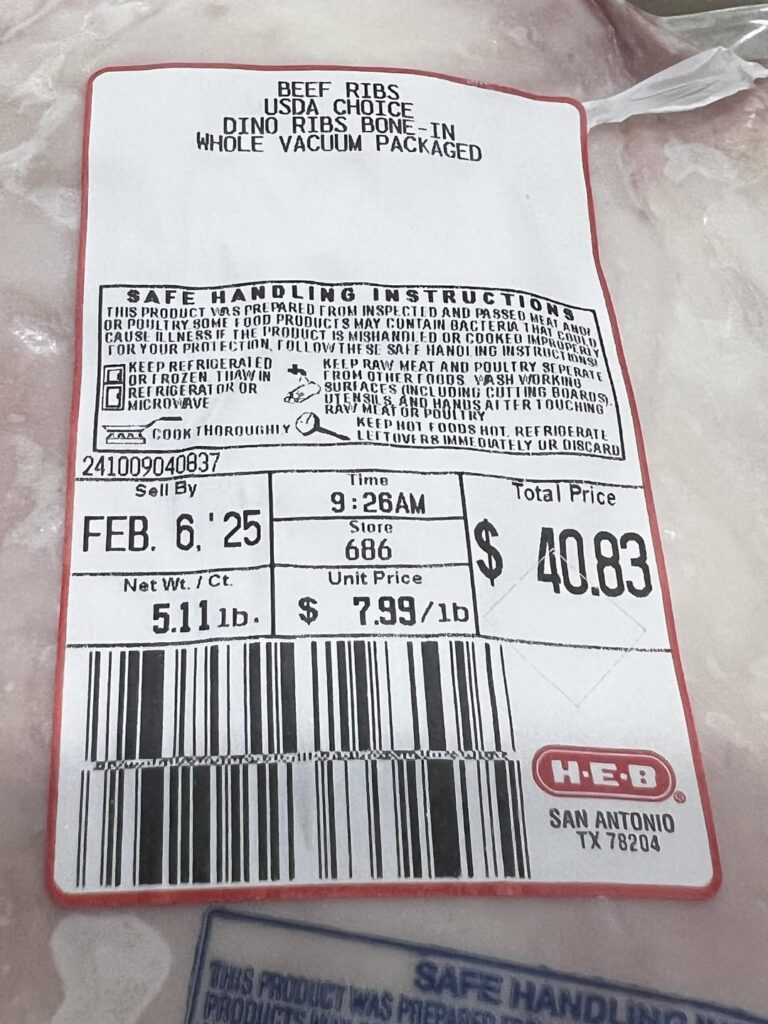 BEEF RIBS
USDA CHOICE
DINO RIBS BONE-IN
WHOLE VACUUM PACKAGED
SAFE HANDLING INSTRUCTIONS
THIS PRODUCT WAS PREPARED FROM INSPECTED AND PASSED MEAT AND/
OR POULTRY. SOME FOOD PRODUCTS MAY CONTAIN BACTERIA THAT COULD
CAUSE ILLNESS IF THE PRODUCT IS MISHANDLED OR COOKED IMPROPERLY
FOR YOUR PROTECTION, FOLLOW THESE SAFE HANDLING INSTRUCTIONS!
KEEP REFRIGERATED
OR FROZEN. THAW IN
REFRIGERATOR OR
MICROWAVE
KEEP RAW MEAT AND POULTRY SEPERATE
FROM OTHER FOODS. WASH WORKING
SURFACES (INCLUDING CUTTING BOARDS).
UTENSILS AND HANDS AFTER TOUCHING
RAW MEAT OR POULTRY
COOK THOROUGHLY
KEEP HOT FOODS HOT. REFRIGERATE
LEFTOVERS IMMEDIATELY OR DISCARD
241009040837
Sell By
FEB. 6,'25
Time
9:26AM
Store
686
Total Price
$ 40.83
Net Wt. / Ct.
5.11 lb.
Unit Price
$ 7.99/lb
H-E-B®
SAN ANTONIO
TX 78204
SAFE HANDLING
THIS PRODUCT WAS PREPARED
PRODUCTS